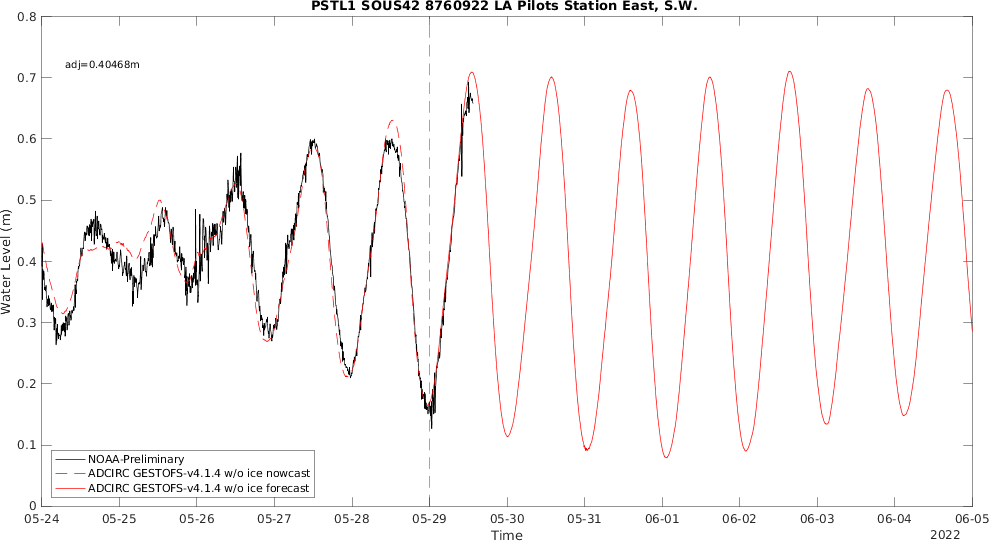 PSTL1 SOUS42 8760922 LA Pilots Station East, S.W.
adj=0.40468m
Water Level (m)
0.8
0.7
0.6
0.5
0.4
0.3
0.2
0.1
0
NOAA-Preliminary
ADCIRC GESTOFS-v4.1.4 w/o ice nowcast
ADCIRC GESTOFS-v4.1.4 w/o ice forecast
05-24 05-25 05-26 05-27 05-28 05-29 05-30 05-31 06-01 06-02 06-03 06-04 06-05
Time
2022